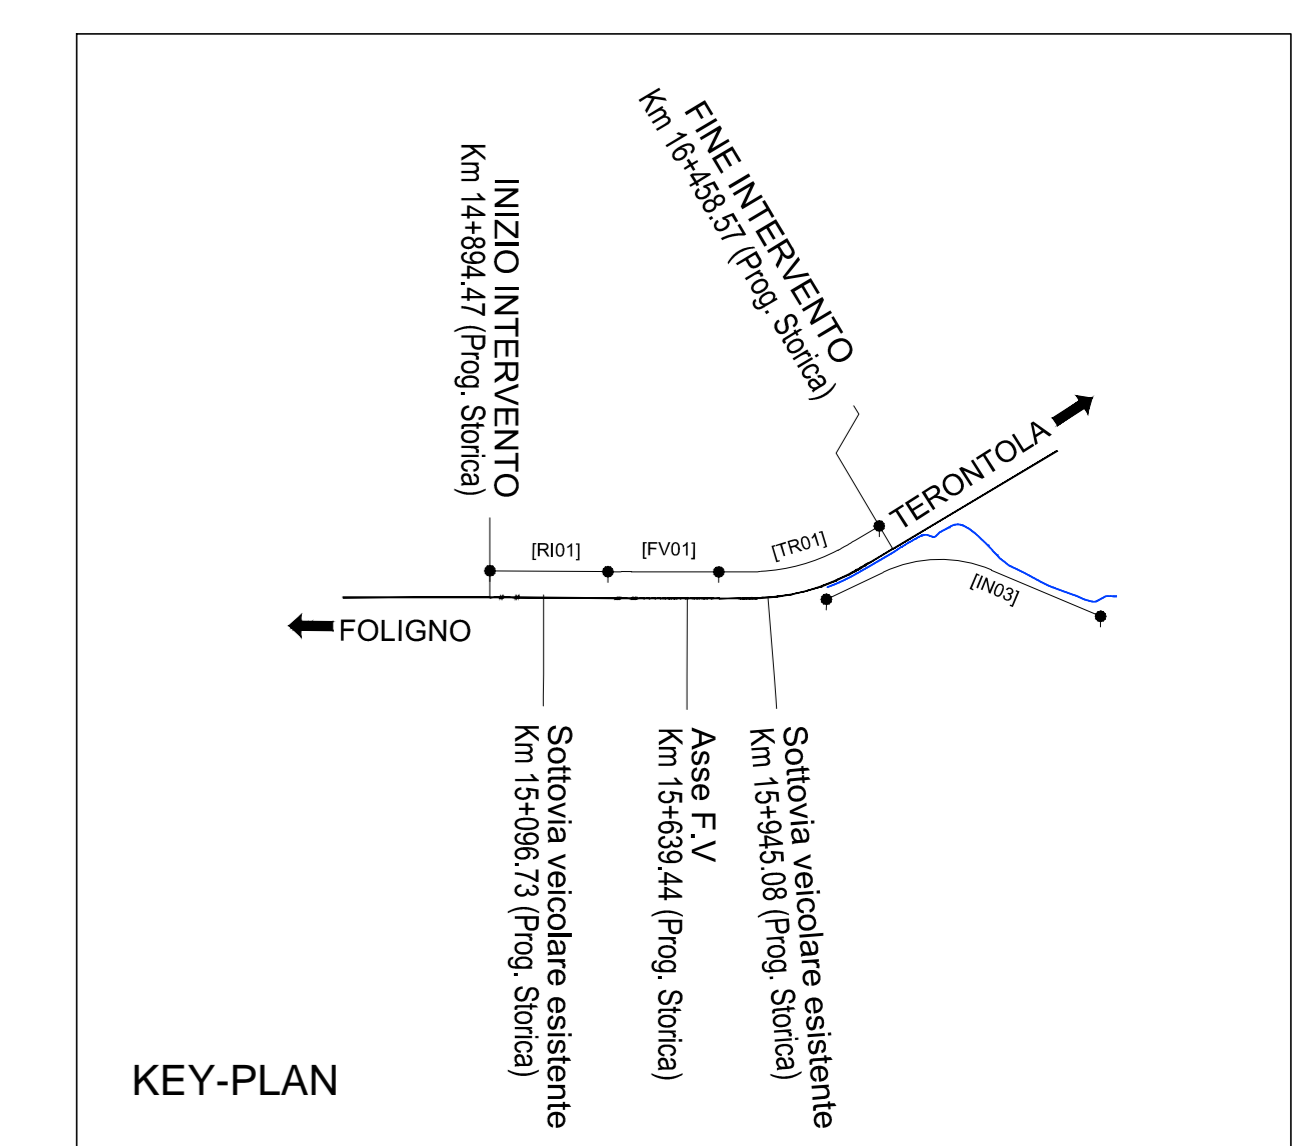 INIZIO INTERVENTO
Km 14+894.47 (Prog. Storica)
FINE INTERVENTO
Km 16+458.57 (Prog. Storica)
TERONTOLA
[RI01]
[FV01]
[TR01]
[IN03]
FOLIGNO
Sottovia veicolare esistente
Km 15+096.73 (Prog. Storica)
Asse F.V
Km 15+639.44 (Prog. Storica)
Sottovia veicolare esistente
Km 15+945.08 (Prog. Storica)
KEY-PLAN